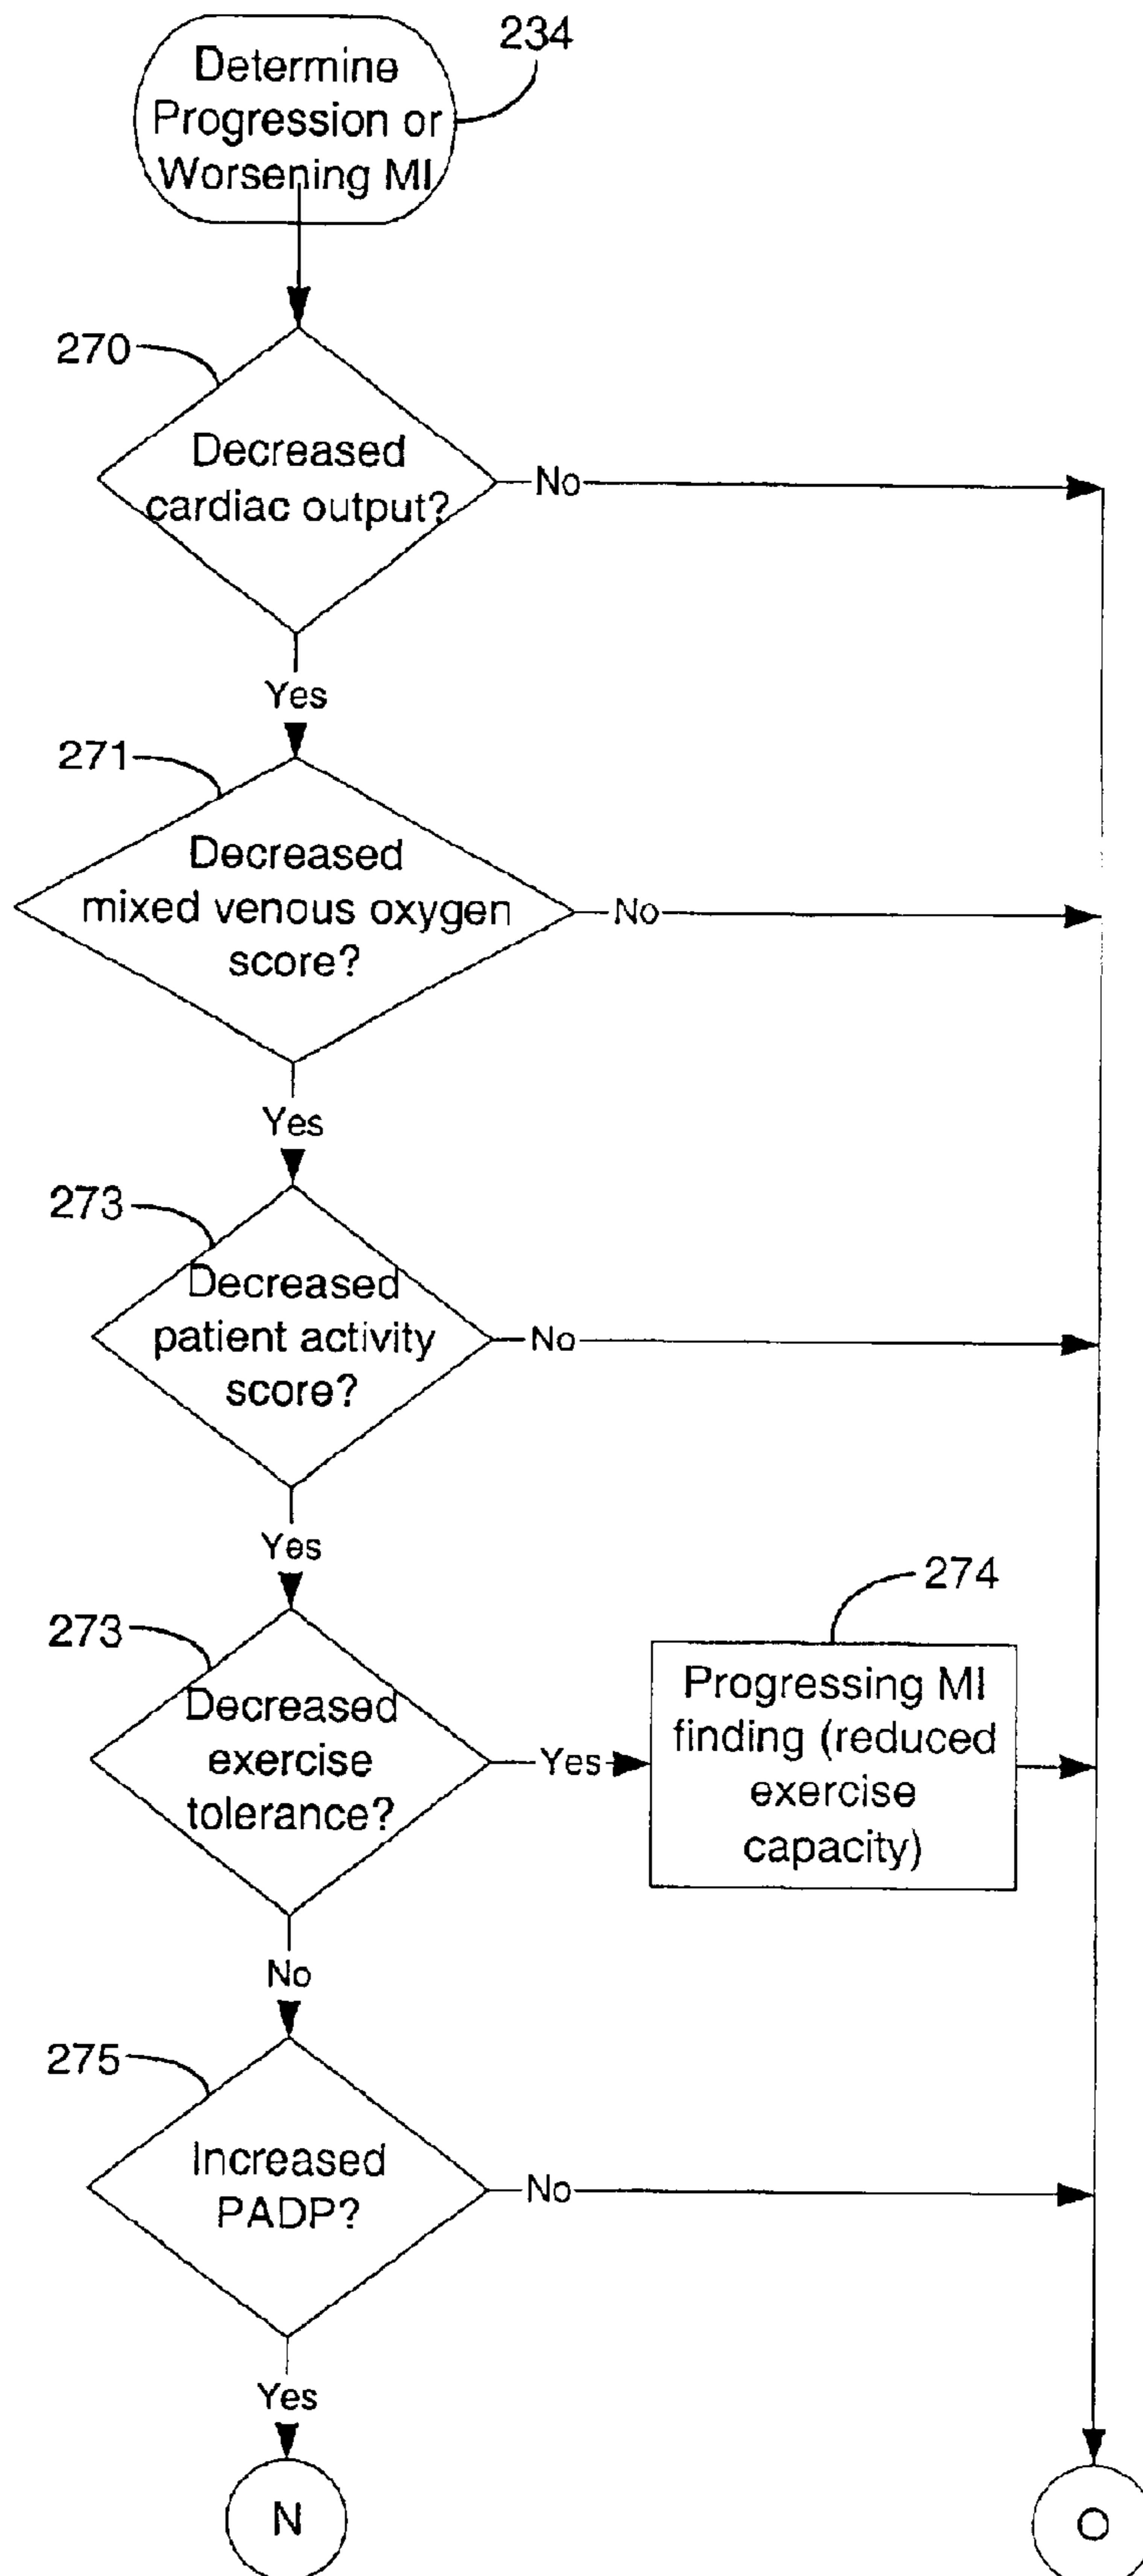 234
Determine
Progression or
Worsening MI
270
Decreased
cardiac output?
No
Yes
271
Decreased
mixed venous oxygen
score?
No
Yes
273
Decreased
patient activity
score?
No
Yes
273
Decreased
exercise
tolerance?
Yes
274
Progressing MI
finding (reduced
exercise
capacity)
No
275
Increased
PADP?
No
Yes
N
O